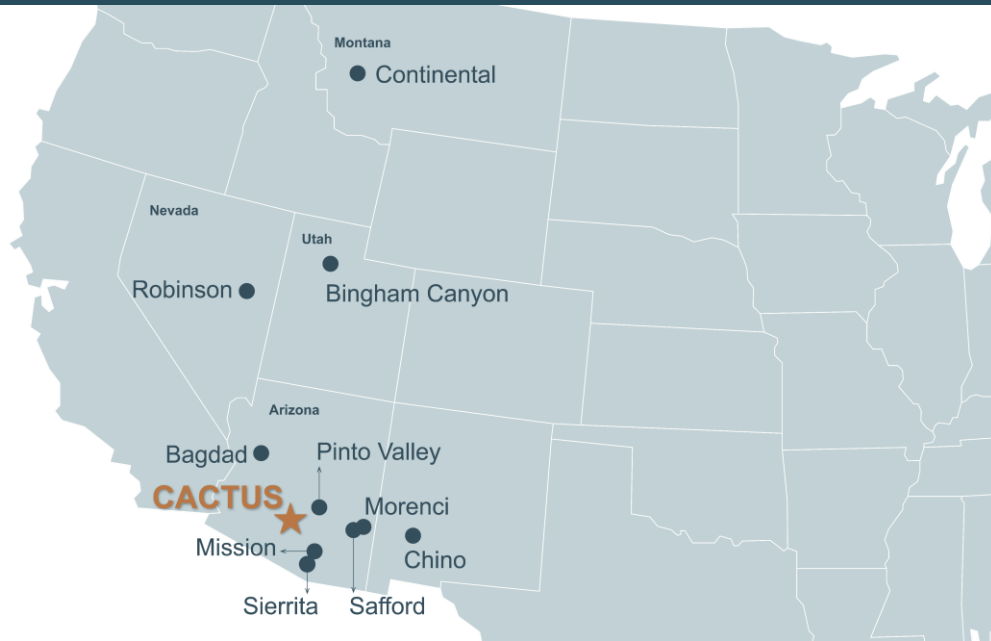 Montana
Continental
Nevada
Utah
Robinson
Bingham Canyon
Arizona
Bagdad
Pinto Valley
CACTUS
Morenci
Mission
Chino
Sierrita
Safford